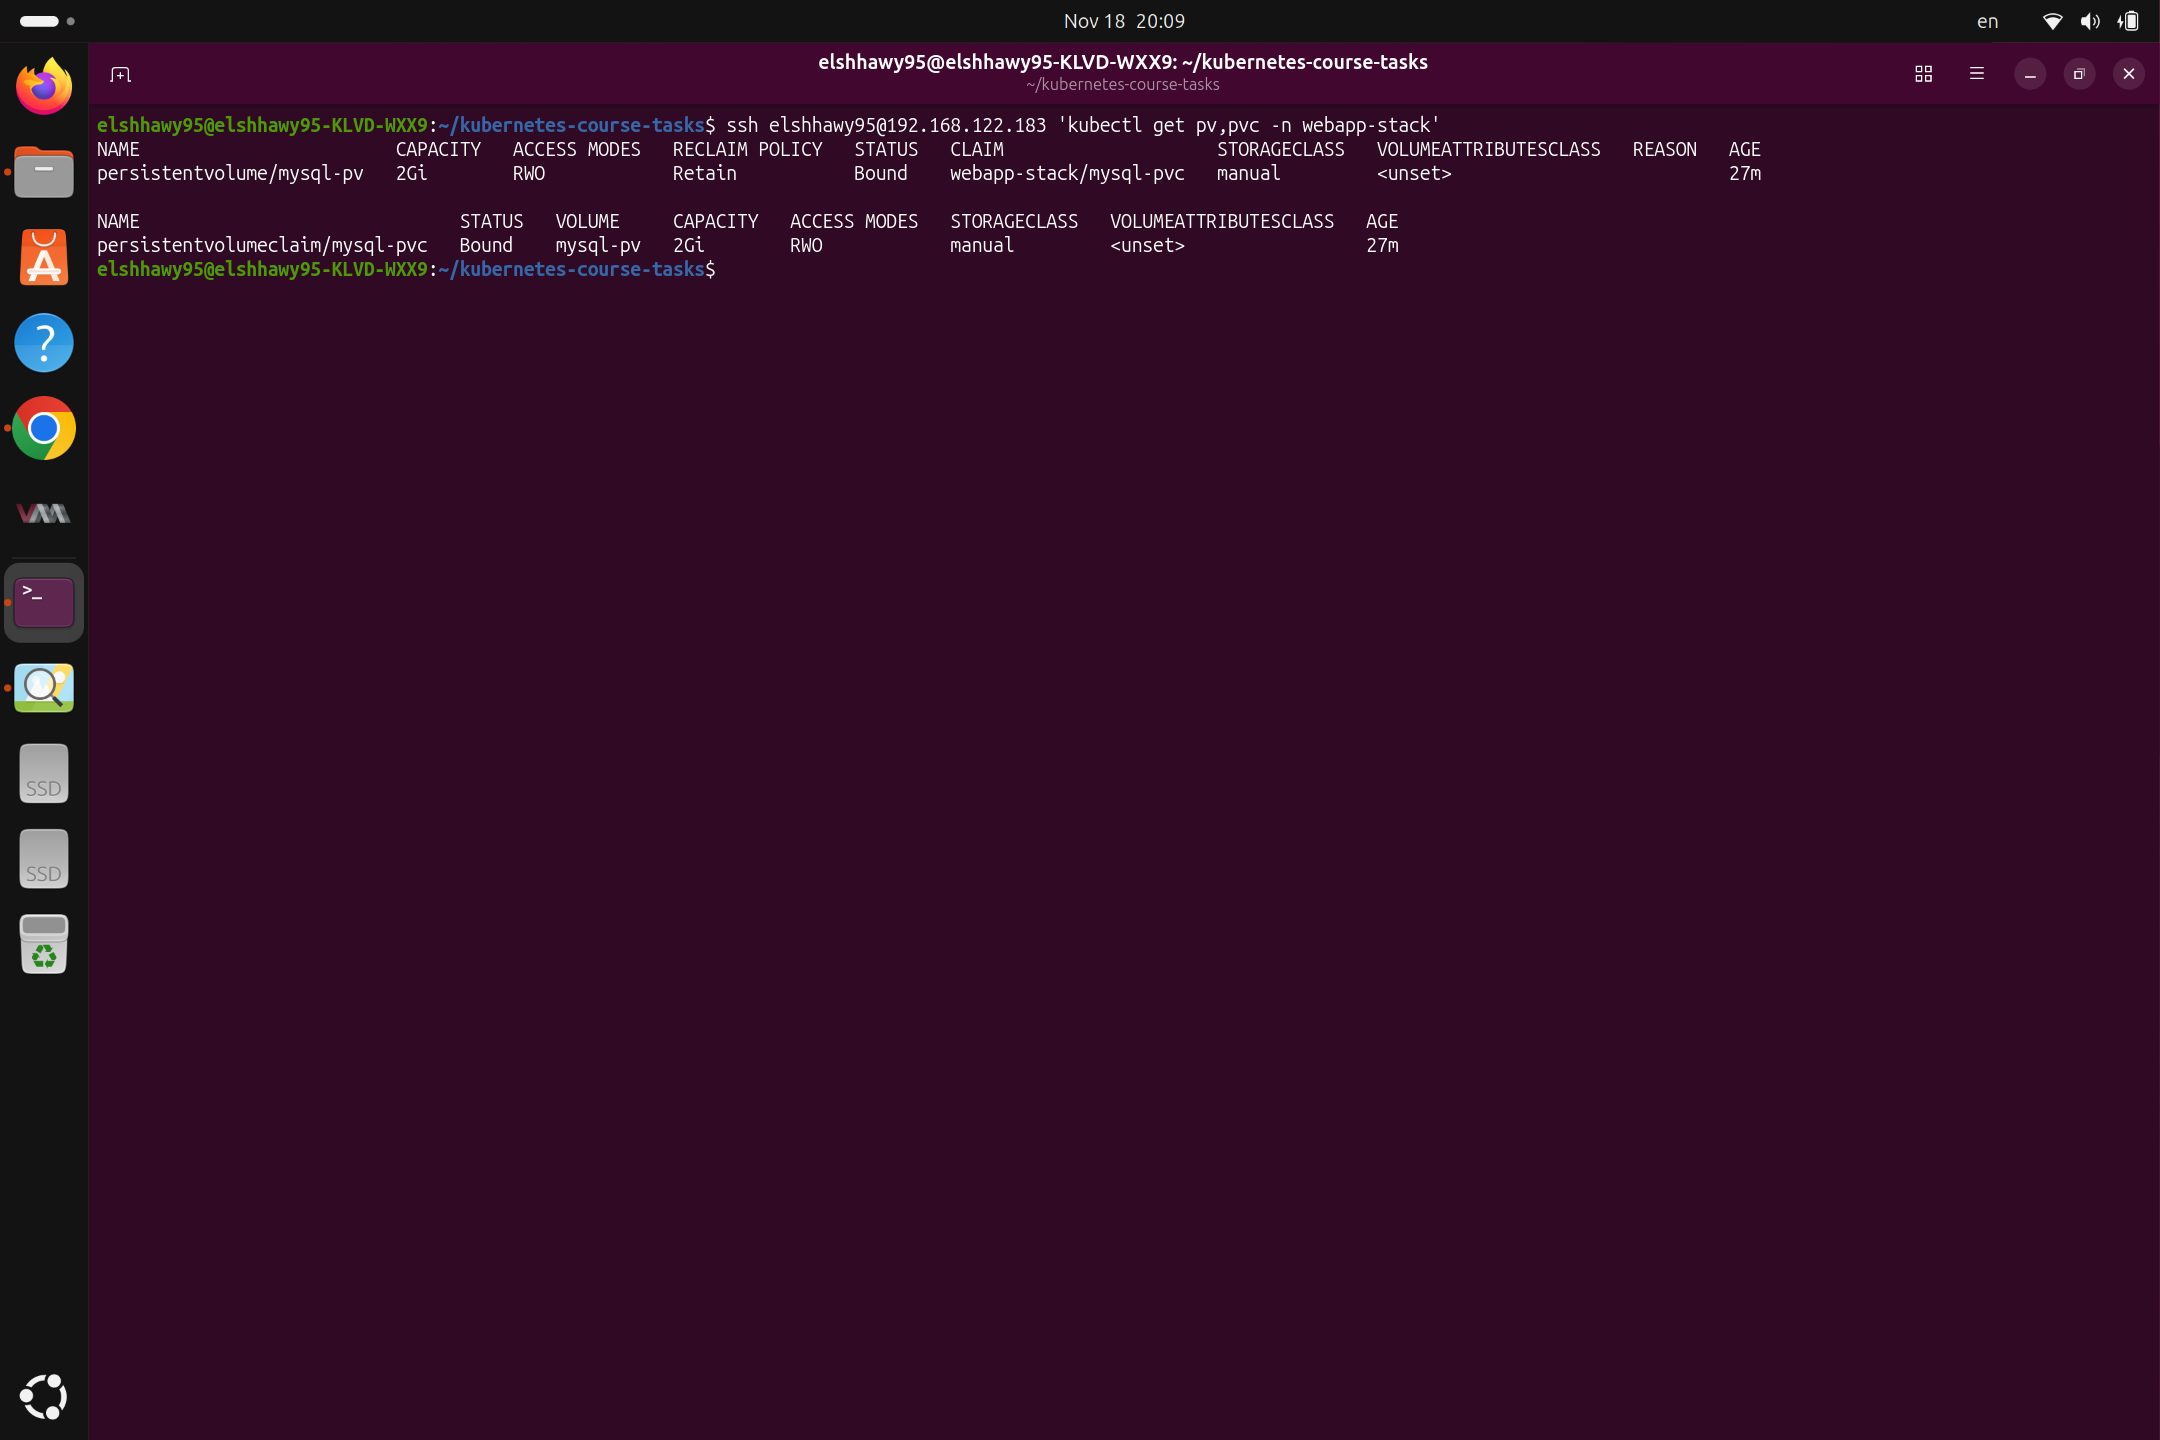 Nov 18 20:09
en
elshhawy95@elshhawy95-KLVD-WXX9: ~/kubernetes-course-tasks
~/kubernetes-course-tasks
elshhawy95@elshhawy95-KLVD-WXX9:~/kubernetes-course-tasks$ ssh elshhawy95@192.168.122.183 'kubectl get pv,pvc -n webapp-stack'
NAME CAPACITY ACCESS MODES RECLAIM POLICY STATUS CLAIM STORAGECLASS VOLUMEATTRIBUTESCLASS REASON AGE
persistentvolume/mysql-pv 2Gi RWO Retain Bound webapp-stack/mysql-pvc manual <unset> 27m
NAME STATUS VOLUME CAPACITY ACCESS MODES STORAGECLASS VOLUMEATTRIBUTESCLASS AGE
persistentvolumeclaim/mysql-pvc Bound mysql-pv 2Gi RWO manual <unset> 27m
elshhawy95@elshhawy95-KLVD-WXX9:~/kubernetes-course-tasks$
>_
SSD
SSD